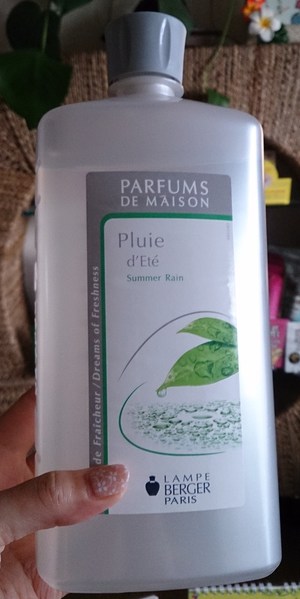 PARFUMS
DE MAISON
Pluie
d'Eté
Summer Rain
de Fraîcheur / Dreams of Freshness
LAMPE
BERGER
PARIS